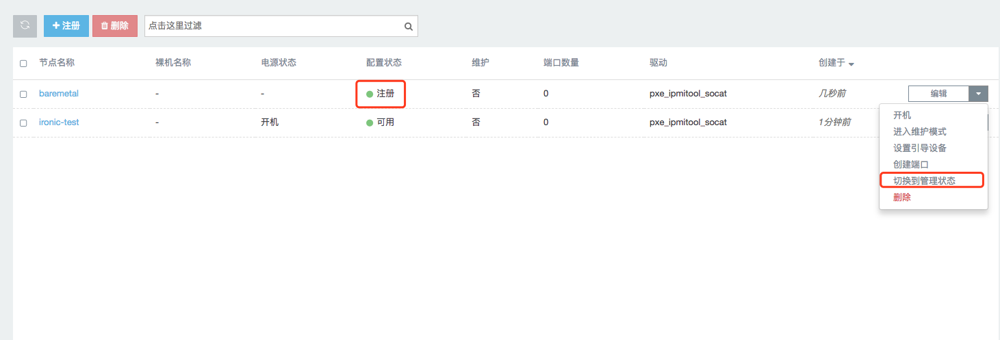 注册 删除 点击这里过滤
节点名称 裸机名称 电源状态 配置状态 维护 端口数量 驱动 创建于
baremetal - - 注册 否 0 pxe_ipmitool_socat 几秒前 编辑
ironic-test - 开机 可用 否 0 pxe_ipmitool_socat 1分钟前
开机
进入维护模式
设置引导设备
创建端口
切换到管理状态
删除